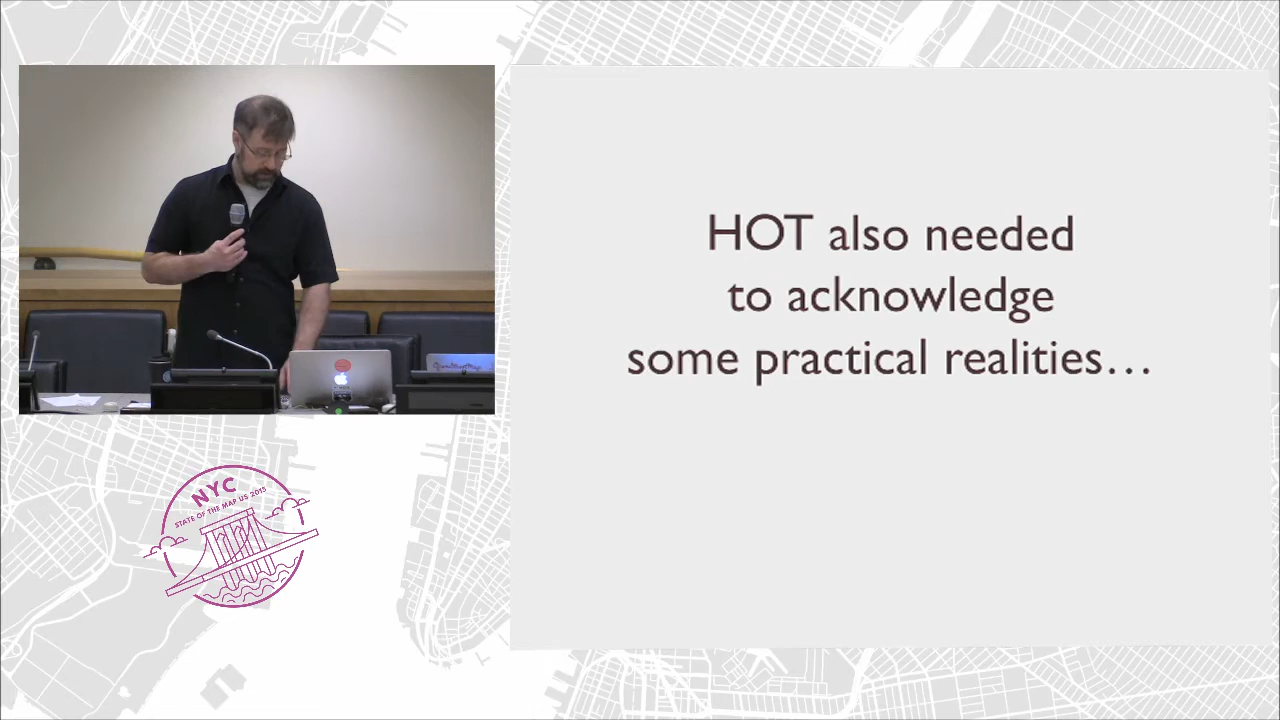 HOT also needed
to acknowledge
some practical realities…
NYC
STATE OF THE MAP US 2015